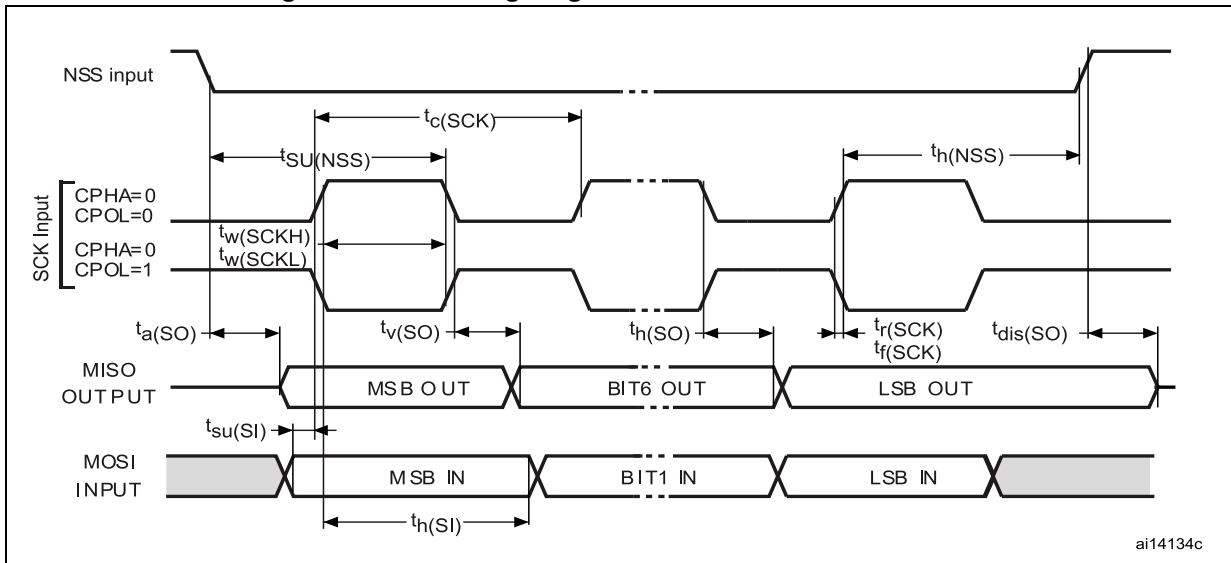 NSS input
tc(SCK)
tSU(NSS)
th(NSS)
SCK Input
CPHA=0
CPOL=0
CPHA=0
CPOL=1
tw(SCKH)
tw(SCKL)
ta(SO)
tv(SO)
th(SO)
tr(SCK)
tf(SCK)
tdis(SO)
MISO
OUTPUT
MSB OUT
BIT6 OUT
LSB OUT
tsu(SI)
MOSI
INPUT
MSB IN
BIT1 IN
LSB IN
th(SI)
ai14134c